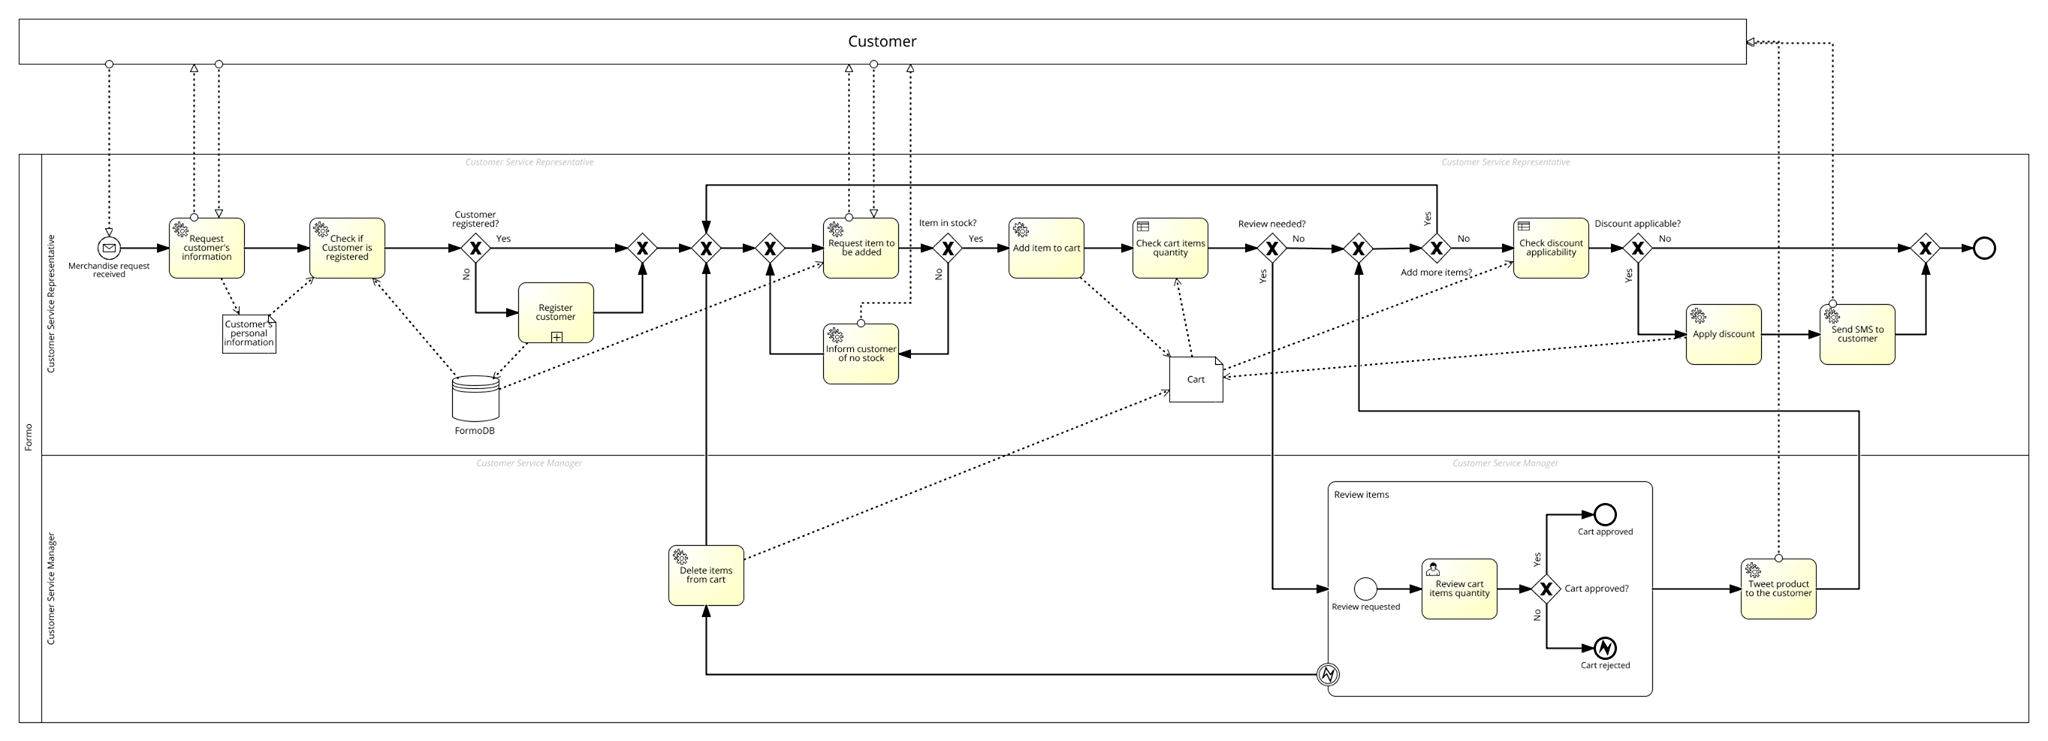 Customer
Customer Service Representative
Customer Service Representative
Formo
Customer Service Representative
Merchandise request
received
Request
customer's
information
Customer's
personal
information
Check if
Customer is
registered
Customer
registered?
Yes
No
Register
customer
FormoDB
Request item to
be added
Item in stock?
Yes
No
Inform customer
of no stock
Add item to cart
Check cart items
quantity
Cart
Review needed?
No
Yes
Add more items?
Yes
No
Check discount
applicability
Discount applicable?
No
Yes
Apply discount
Send SMS to
customer
Customer Service Manager
Customer Service Manager
Customer Service Manager
Delete items
from cart
Review items
Review requested
Review cart
items quantity
Cart approved?
Yes
No
Cart approved
Cart rejected
Tweet product
to the customer